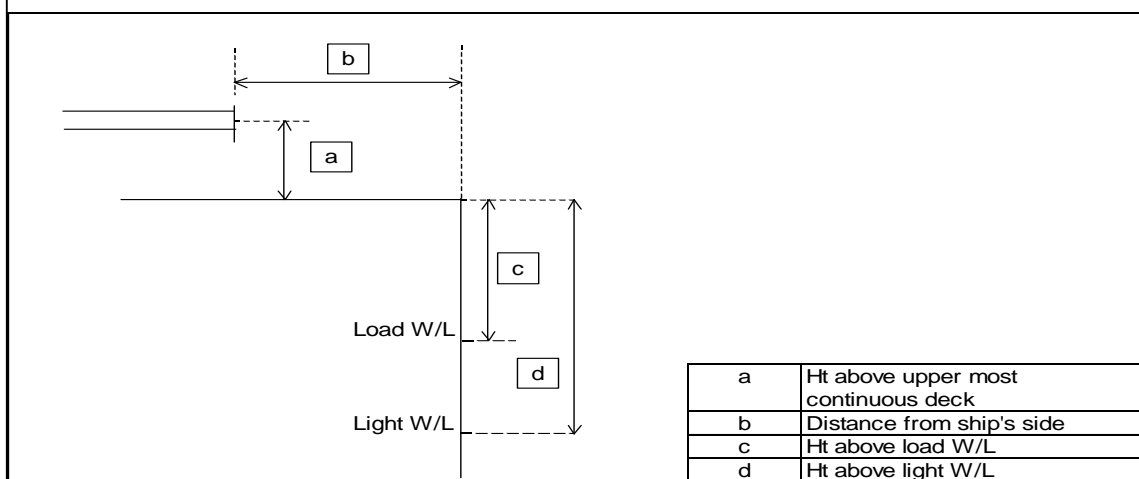 b
a
c
Load W/L
d
Light W/L
a Ht above upper most
continuous deck
b Distance from ship's side
c Ht above load W/L
d Ht above light W/L